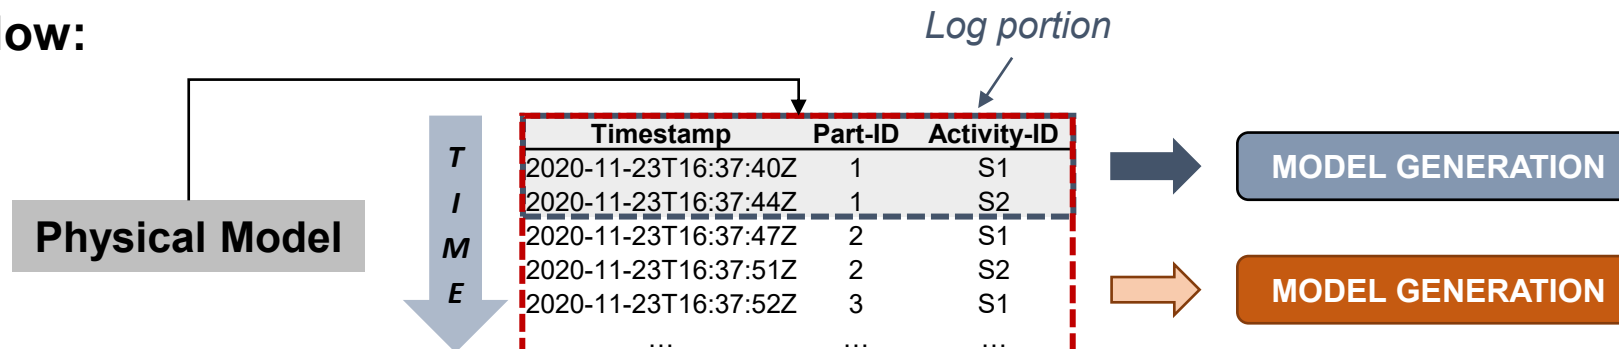 low:
Log portion
Timestamp Part-ID Activity-ID
2020-11-23T16:37:40Z 1 S1
2020-11-23T16:37:44Z 1 S2
2020-11-23T16:37:47Z 2 S1
2020-11-23T16:37:51Z 2 S2
2020-11-23T16:37:52Z 3 S1
... ... ...
T
I
M
E
Physical Model
MODEL GENERATION
MODEL GENERATION